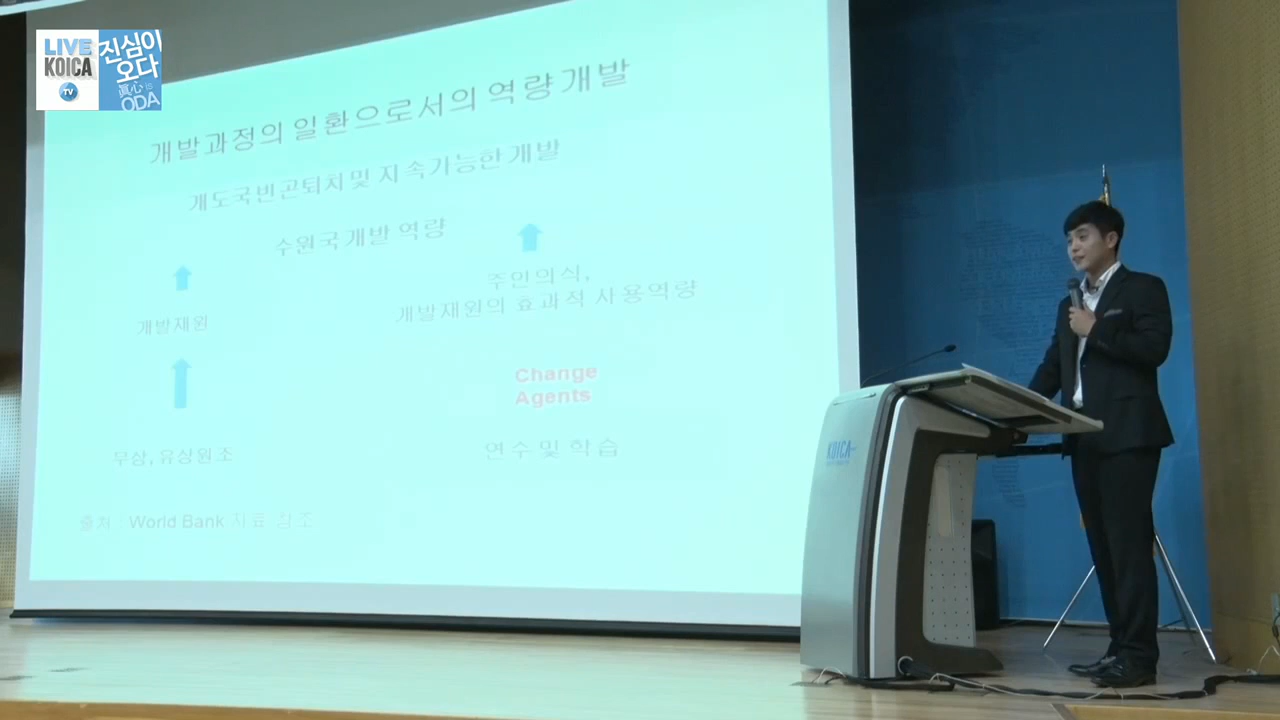 LIVE
KOICA
TV
진심이
오다
眞心 is
ODA
개발과정의 일환으로서의 역량개발
개도국빈곤퇴치및 지속가능한개발
수원국개발 역량
주인의식,
개발재원의 효과적 사용역량
개발재원
Change
Agents
무상,유상원조
연수 및 학습
출처 : World Bank 자료 참조
KOICA